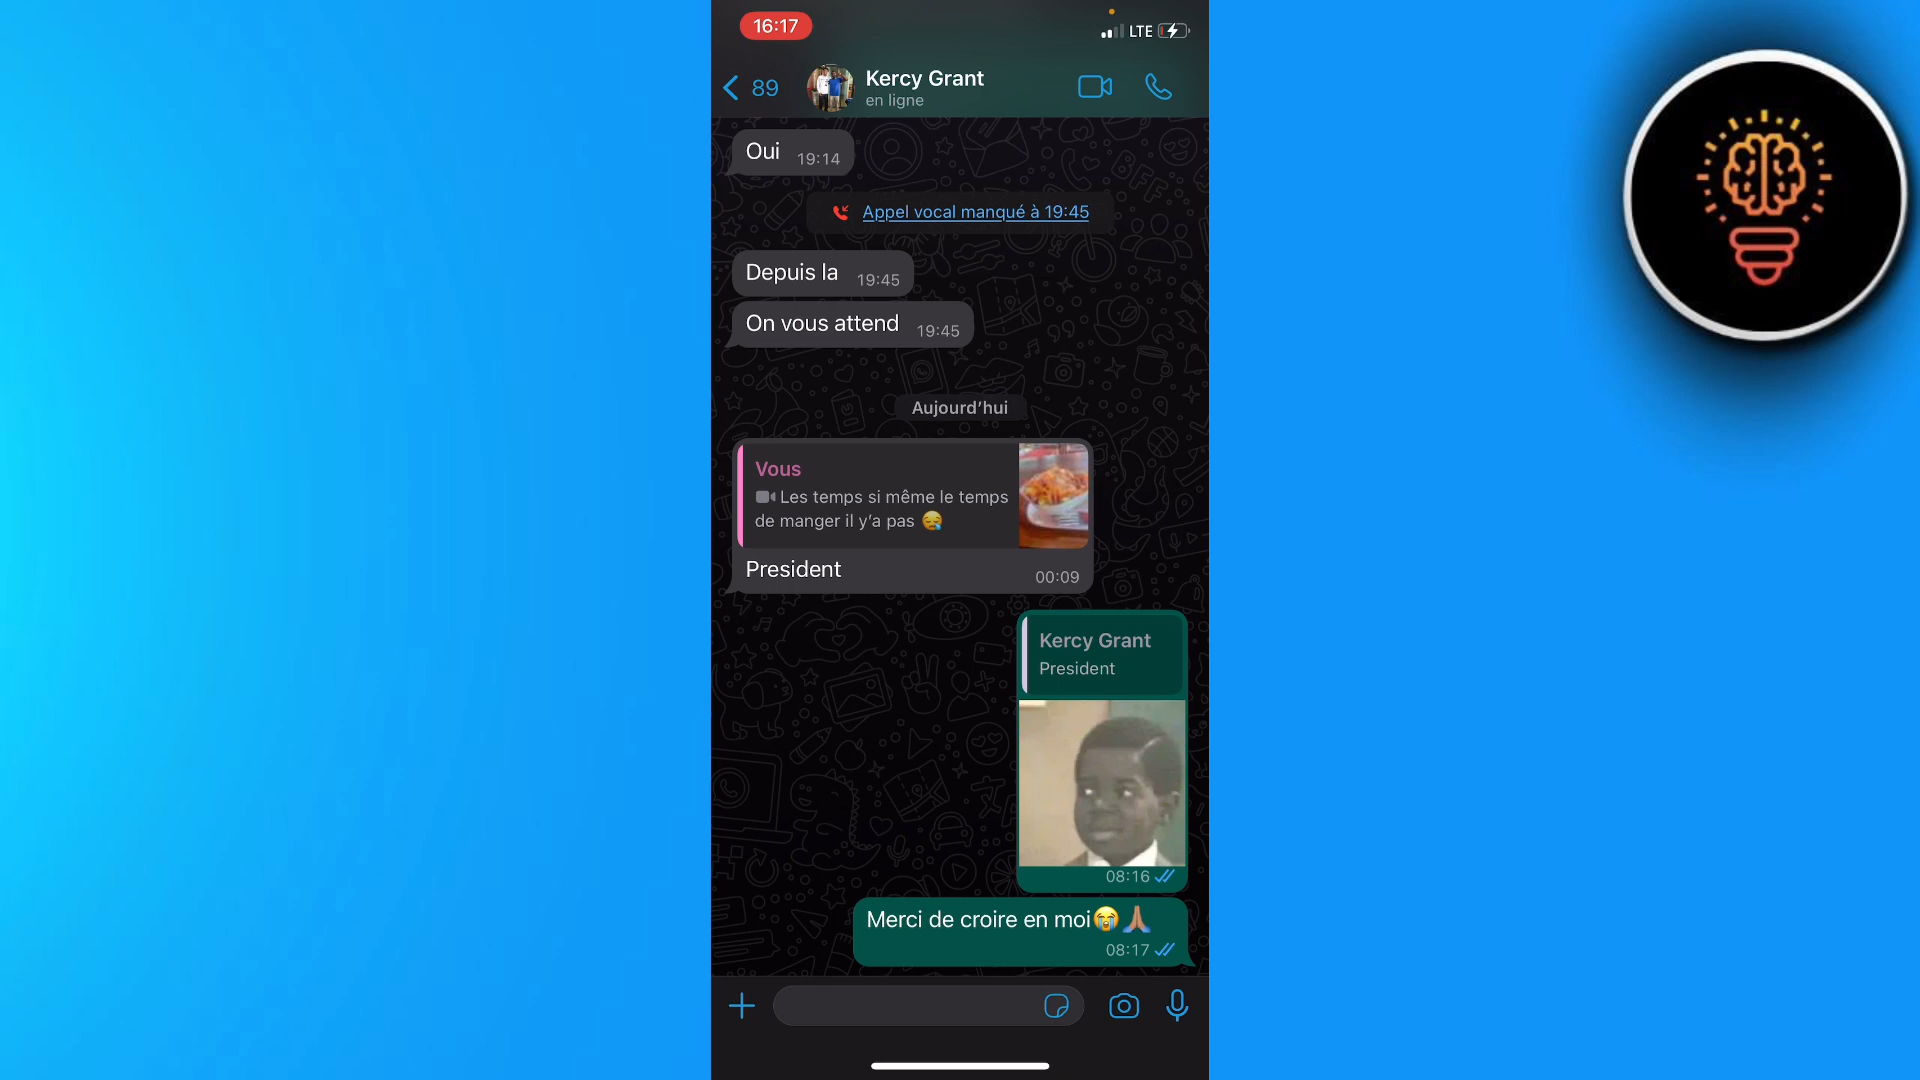 16:17
LTE
89
Kercy Grant
en ligne
Oui 19:14
Appel vocal manqué à 19:45
Depuis la 19:45
On vous attend 19:45
Aujourd’hui
Vous
Les temps si même le temps
de manger il y’a pas 😪
President 00:09
Kercy Grant
President
08:16
Merci de croire en moi😭🙏🏽
08:17